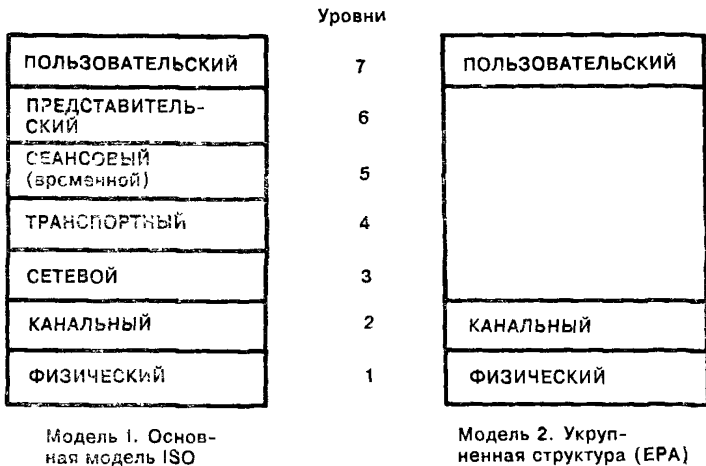 Уровни
ПОЛЬЗОВАТЕЛЬСКИЙ 7 ПОЛЬЗОВАТЕЛЬСКИЙ
ПРЕДСТАВИТЕЛЬ-
СКИЙ 6
СЕАНСОВЫЙ
(временной) 5
ТРАНСПОРТНЫЙ 4
СЕТЕВОЙ 3
КАНАЛЬНЫЙ 2 КАНАЛЬНЫЙ
ФИЗИЧЕСКИЙ 1 ФИЗИЧЕСКИЙ
Модель I. Основ-
ная модель ISO
Модель 2. Укруп-
ненная структура (EPA)